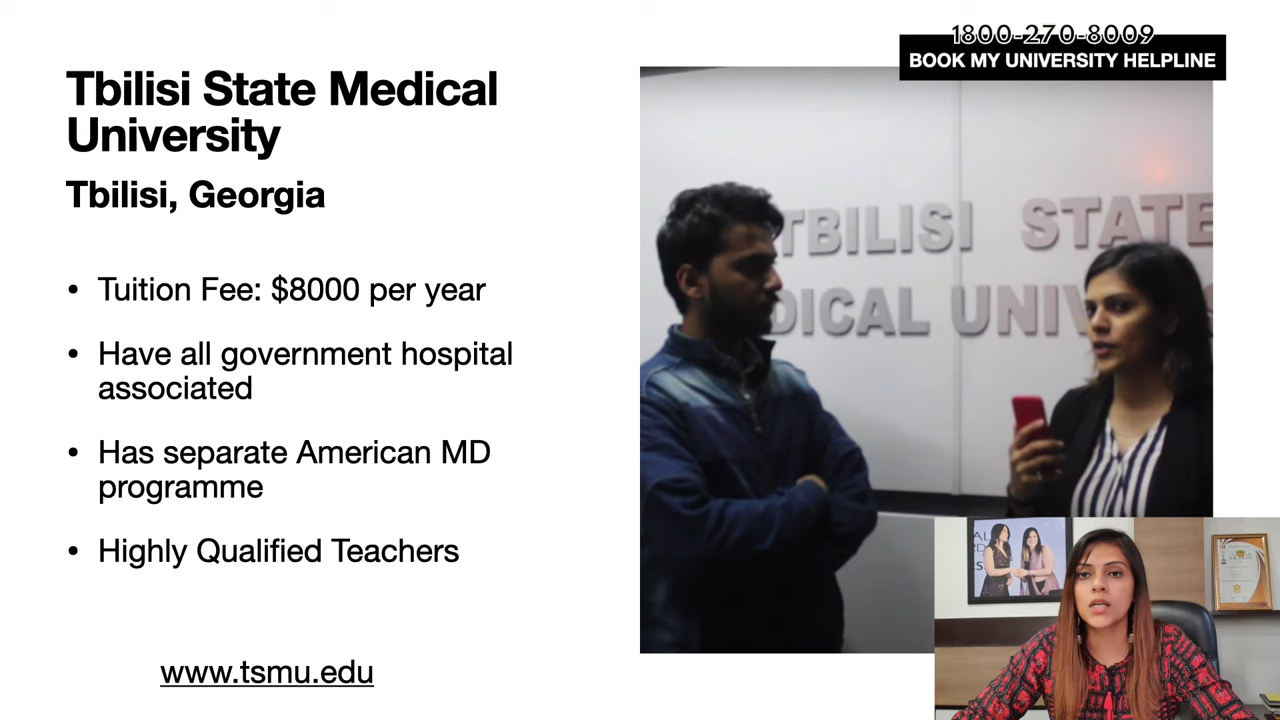 1800-270-8009
BOOK MY UNIVERSITY HELPLINE
Tbilisi State Medical
University
Tbilisi, Georgia
• Tuition Fee: $8000 per year
• Have all government hospital
associated
• Has separate American MD
programme
• Highly Qualified Teachers
www.tsmu.edu
TBILISI STATE
DICAL UNIV